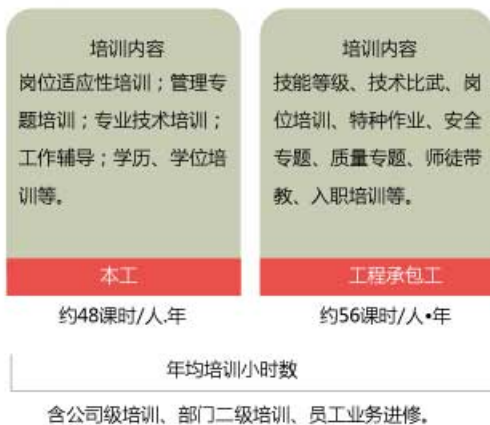 培训内容
岗位适应性培训；管理专
题培训；专业技术培训；
工作辅导；学历、学位培
训等。
本工
约48课时/人.年
培训内容
技能等级、技术比武、岗
位培训、特种作业、安全
专题、质量专题、师徒带
教、入职培训等。
工程承包工
约56课时/人•年
年均培训小时数
含公司级培训、部门二级培训、员工业务进修。